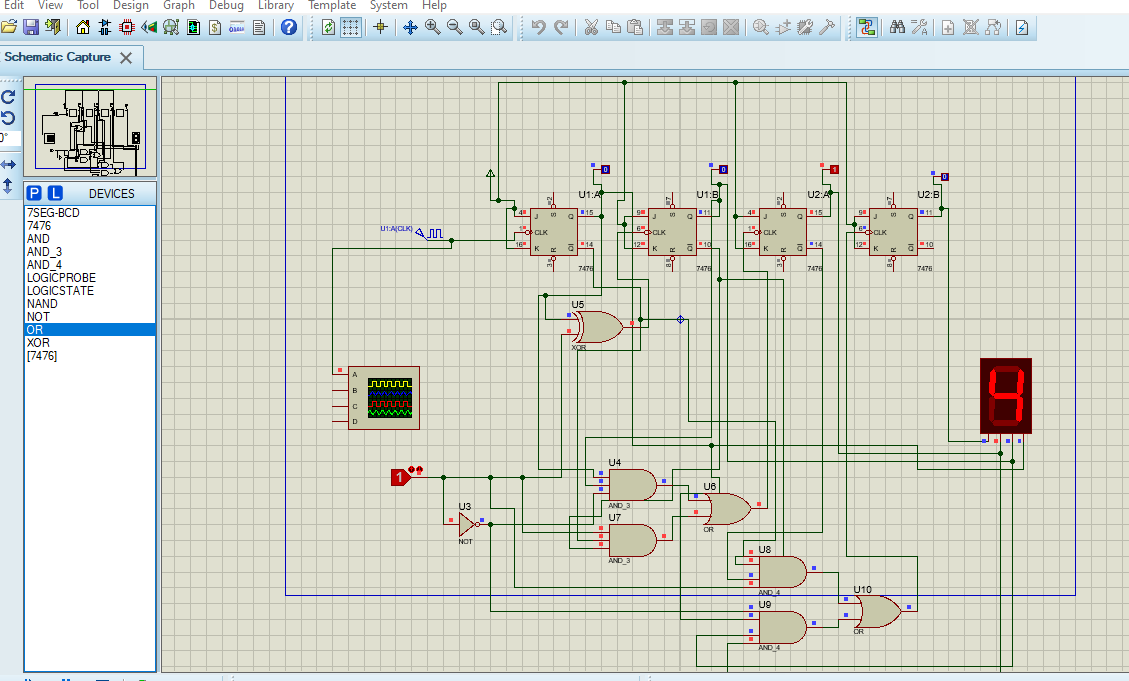 Edit View Tool Design Graph Debug Library Template System Help
Schematic Capture
0°
P L DEVICES
7SEG-BCD
7476
AND
AND_3
AND_4
LOGICPROBE
LOGICSTATE
NAND
NOT
OR
XOR
[7476]
0 0 1 0
U1:A U1:B U2:A U2:B
4 J S Q 15 2
9 J S Q 11 7
4 J S Q 15 2
9 J S Q 11 7
U1:A(CLK)
1 CLK 6 CLK 1 CLK 6 CLK
16 K R Q 14 3
12 K R Q 10 8
16 K R Q 14 3
12 K R Q 10 8
7476 7476 7476 7476
U5
XOR
A
B
C
D
4
1
U4
AND_3
U6
OR
U3
NOT
U7
AND_3
U8
AND_4
U10
OR
U9
AND_4